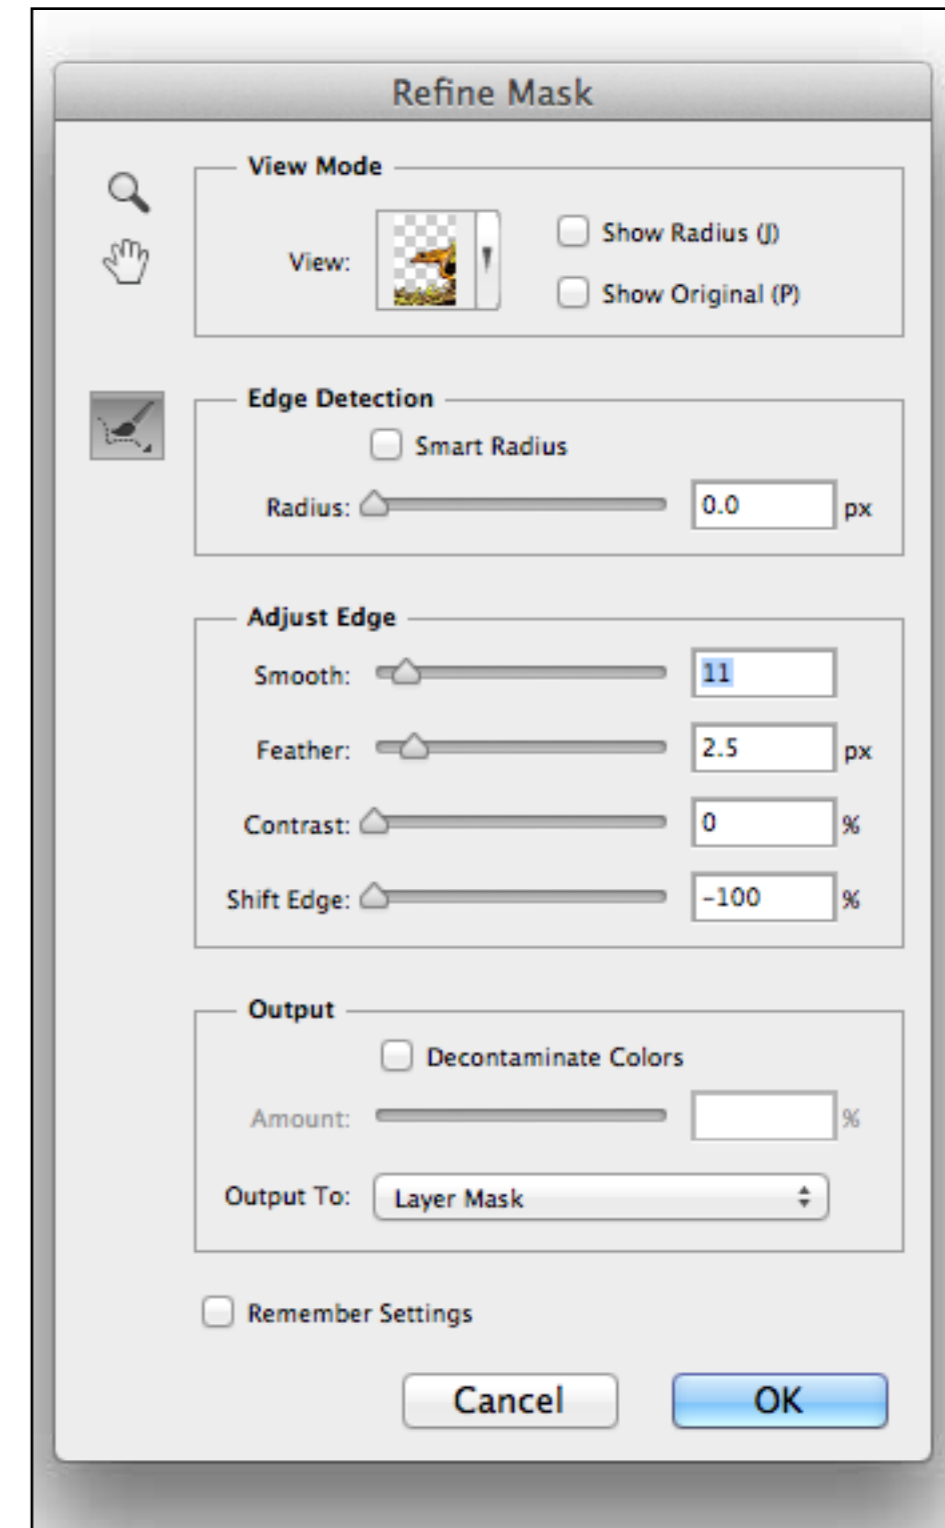 Refine Mask
View Mode
View:
Show Radius (J)
Show Original (P)
Edge Detection
Smart Radius
Radius: 0.0 px
Adjust Edge
Smooth: 11
Feather: 2.5 px
Contrast: 0 %
Shift Edge: -100 %
Output
Decontaminate Colors
Amount: %
Output To: Layer Mask
Remember Settings
Cancel OK